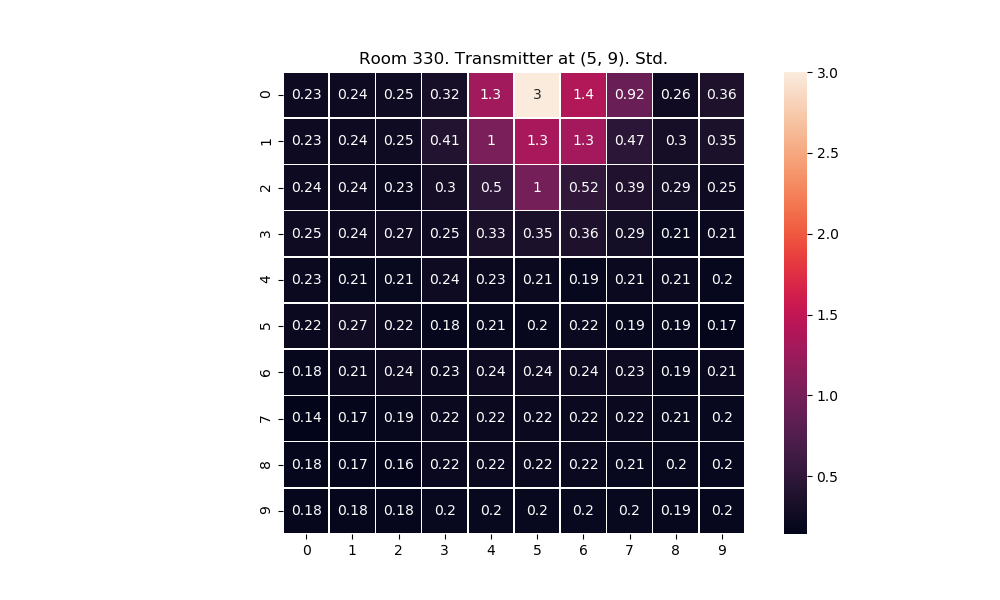 Room 330. Transmitter at (5, 9). Std.
0 0.23 0.24 0.25 0.32 1.3 3 1.4 0.92 0.26 0.36
1 0.23 0.24 0.25 0.41 1 1.3 1.3 0.47 0.3 0.35
2 0.24 0.24 0.23 0.3 0.5 1 0.52 0.39 0.29 0.25
3 0.25 0.24 0.27 0.25 0.33 0.35 0.36 0.29 0.21 0.21
4 0.23 0.21 0.21 0.24 0.23 0.21 0.19 0.21 0.21 0.2
5 0.22 0.27 0.22 0.18 0.21 0.2 0.22 0.19 0.19 0.17
6 0.18 0.21 0.24 0.23 0.24 0.24 0.24 0.23 0.19 0.21
7 0.14 0.17 0.19 0.22 0.22 0.22 0.22 0.22 0.21 0.2
8 0.18 0.17 0.16 0.22 0.22 0.22 0.22 0.21 0.2 0.2
9 0.18 0.18 0.18 0.2 0.2 0.2 0.2 0.2 0.19 0.2
0 1 2 3 4 5 6 7 8 9
3.0
2.5
2.0
1.5
1.0
0.5